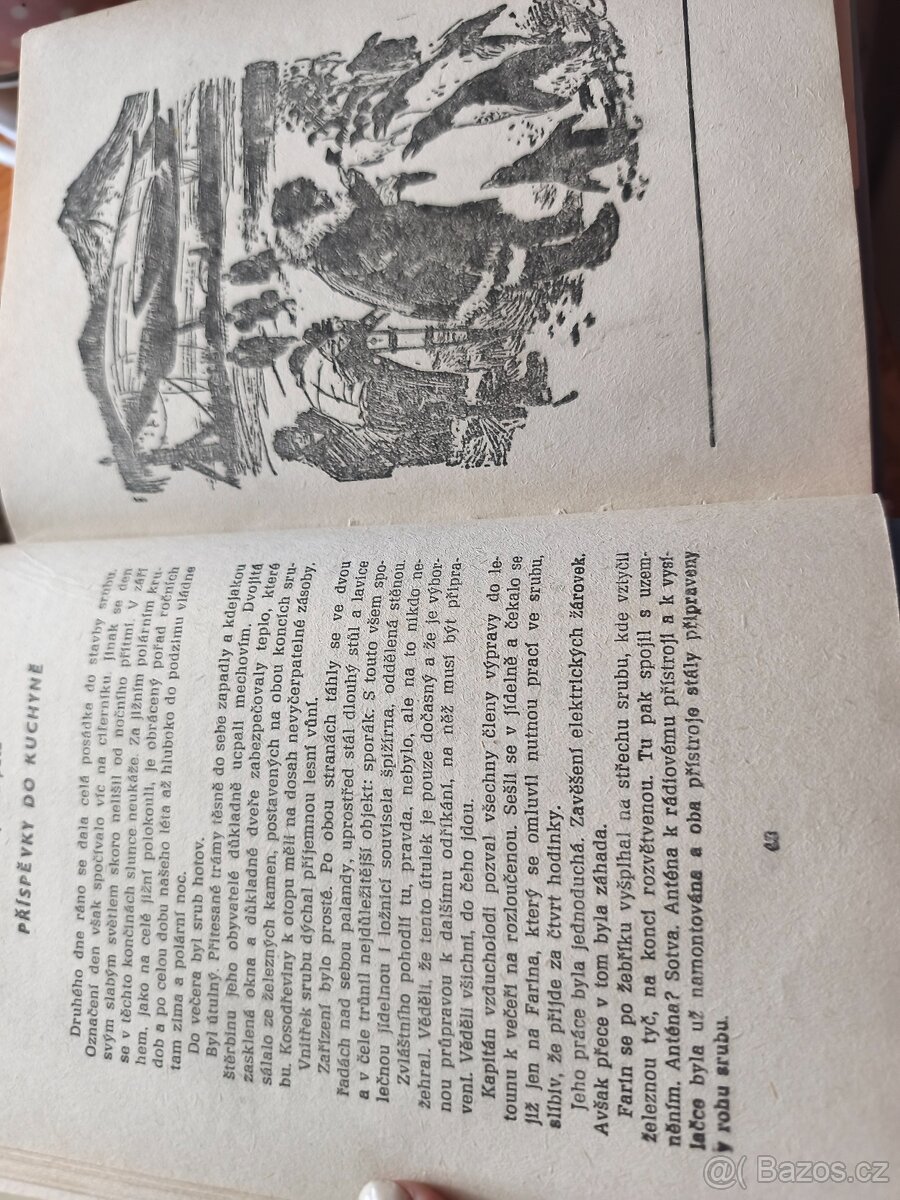 PŘÍSPĚVKY DO KUCHYNĚ
Druhého dne ráno se dala celá posádka do stavby srubu.
Označení den však spočívalo víc na ciferníku. Jinak se den
svým slabým světlem skoro nelišil od nočního přítmí. V září
se v těchto končinách slunce neukáže. Za jižním polárním kru-
hem, jako na celé jižní polokouli, je obrácený pořad ročních
dob a po celou dobu našeho léta až hluboko do podzimu vládne
tam zima a polární noc.
Do večera byl srub hotov.
Byl útulný. Přitesané trámy těsně do sebe zapadly a kdejakou
štěrbinu jeho obyvatelé důkladně ucpali mechovím. Dvojitá
zasklená okna a důkladné dveře zabezpečovaly teplo, které
sálalo ze železných kamen, postavených na obou koncích sru-
bu. Kosodřeviny k otopu měli na dosah nevyčerpatelné zásoby.
Vnitřek srubu dýchal příjemnou lesní vůní.
Zařízení bylo prosté. Po obou stranách táhly se ve dvou
řadách nad sebou palandy, uprostřed stál dlouhý stůl a lavice
a v čele trůnil nejdůležitější objekt: sporák. S touto všem spo-
lečnou jídelnou i ložnicí souvisela spižírna, oddělená stěnou.
Zvláštního pohodlí tu, pravda, nebylo, ale na to nikdo ne-
žehral. Věděli, že tento útulek je pouze dočasný a že je výbor-
nou průpravou k dalšímu odříkání, na něž musí být připra-
veni. Věděli všichni, do čeho jdou.
Kapitán vzducholodi pozval všechny členy výpravy do le-
tounu k večeři na rozloučenou. Sešli se v jídelně a čekalo se
již jen na Farina, který se omluvil nutnou prací ve srubu,
slíbiv, že přijde za čtvrt hodinky.
Jeho práce byla jednoduchá. Zavěšení elektrických žárovek.
Avšak přece v tom byla záhada.
Farin se po žebříku vyšplhal na střechu srubu, kde vztyčil
železnou tyč, na konci rozvětvenou. Tu pak spojil s uzem-
něním. Anténa? Sotva. Anténa k rádiovému přístroji a k vysí-
lačce byla už namontována a oba přístroje stály připraveny
v rohu srubu.
63
@( Bazos.cz